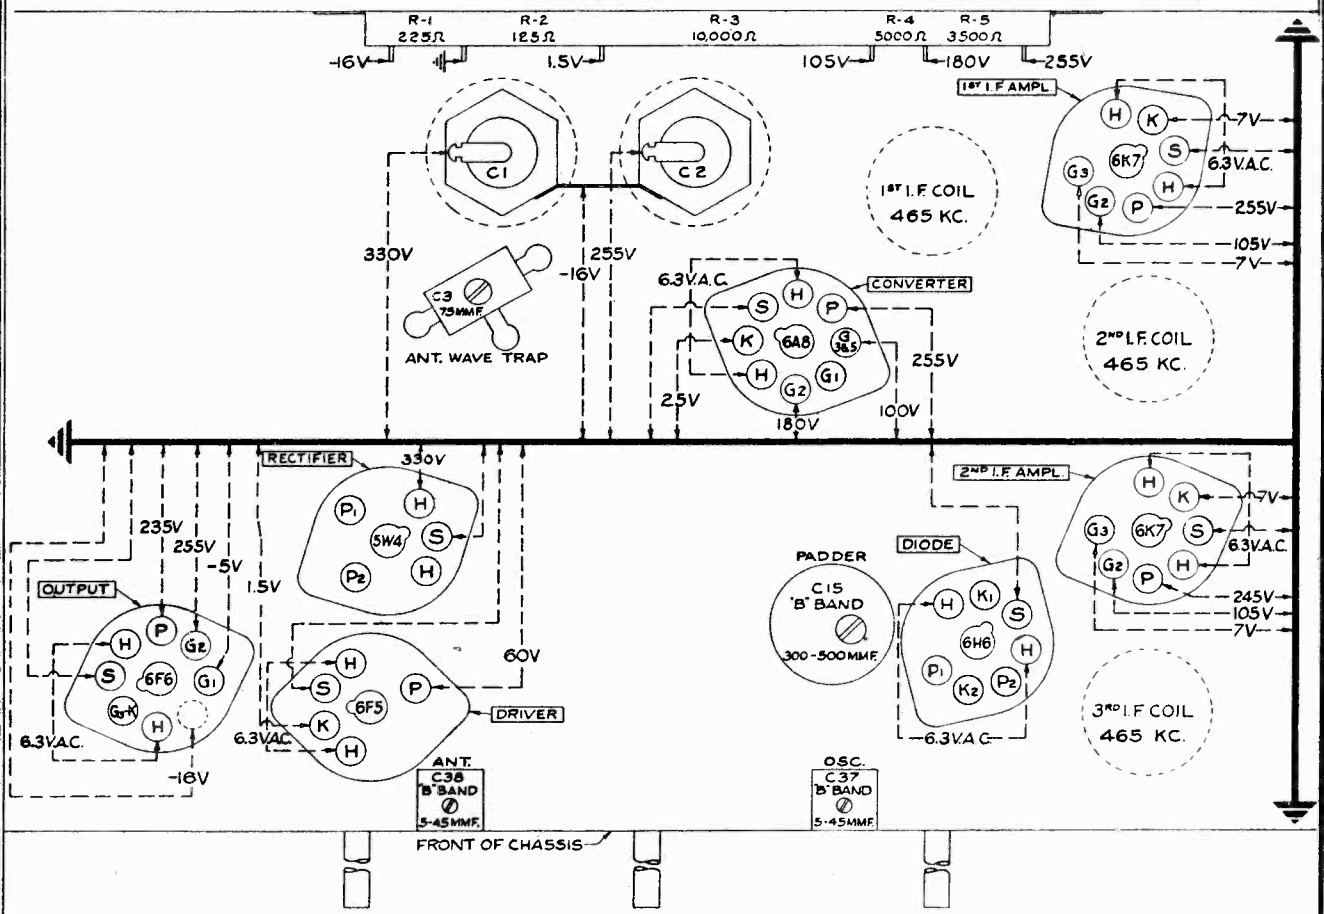 R-1 R-2 R-3 R-4 R-5
225Ω 125Ω 10,000Ω 5000Ω 3500Ω
-16V 1.5V 105V 180V 255V
1ST I.F. AMPL.
H K 7V
C1 C2
G3 6K7 S 6.3V.A.C.
G2 P H 255V
105V
7V
1ST I.F. COIL
465 KC.
330V -16V 255V
C3
75MMF.
ANT. WAVE TRAP
6.3V.A.C. CONVERTER
S H P
K 6A8 G 3&5
H G2 G1
25V 180V 100V 255V
2ND I.F. COIL
465 KC.
RECTIFIER 330V
P1 H
5W4 S
P2 H
2ND I.F. AMPL.
H K 7V
G3 6K7 S 6.3V.A.C.
G2 P H 245V
105V
7V
235V 255V -5V 1.5V
OUTPUT
H P G2
S 6F6 G1
G3-K H
6.3V.A.C. -16V
60V
H
S P
6F5
K
H
6.3V.AC.
DRIVER
PADDER
C15
"B" BAND
300-500MMF.
DIODE
H K1 S
6H6 H
P1 K2 P2
6.3V.A.C.
3RD I.F. COIL
465 KC.
ANT.
C38
"B" BAND
5-45MMF.
OSC.
C37
"B" BAND
5-45MMF.
FRONT OF CHASSIS